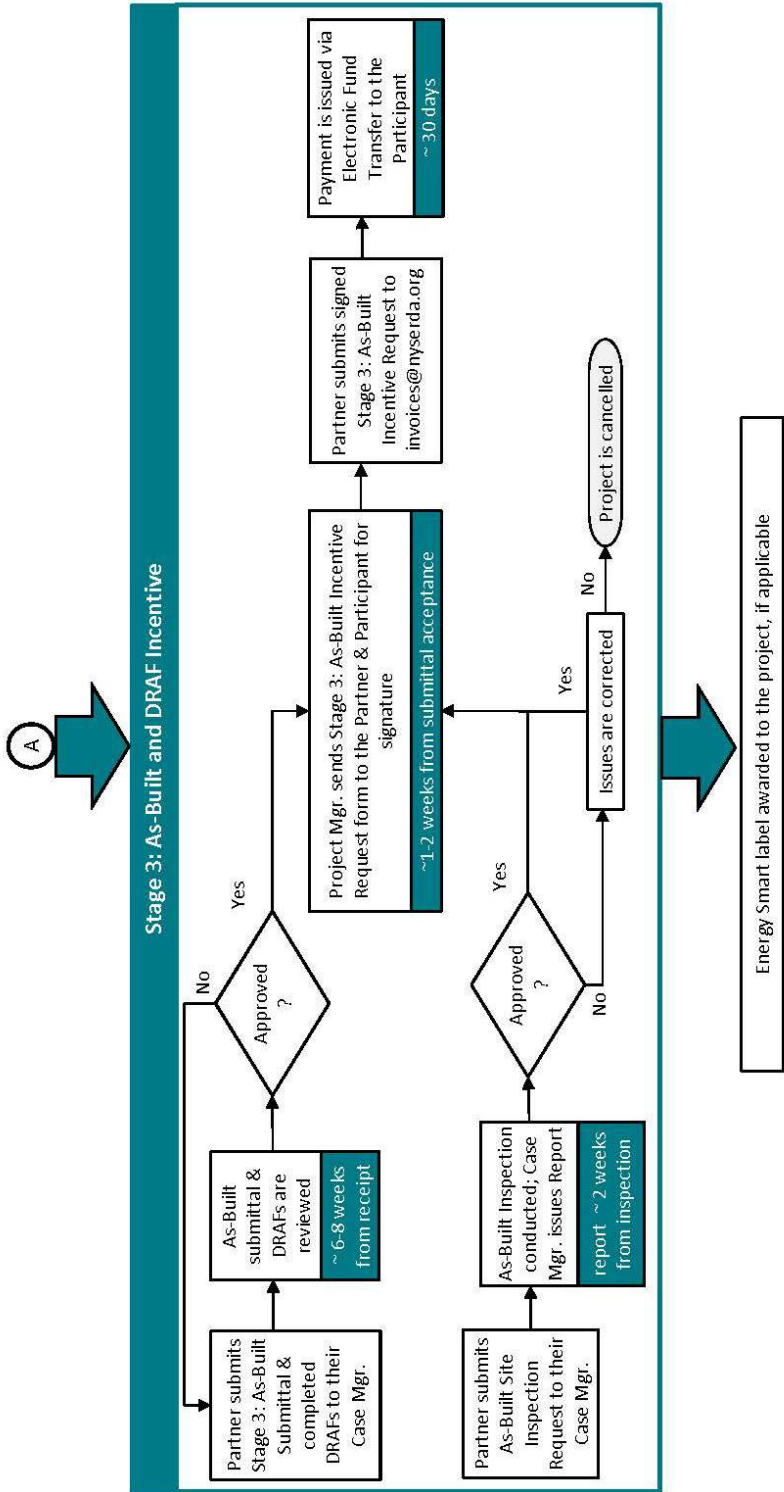 A
Stage 3: As-Built and DRAF Incentive
Partner submits
Stage 3: As-Built
Submittal &
completed
DRAFs to their
Case Mgr.
As-Built
submittal &
DRAFs are
reviewed
~ 6-8 weeks
from receipt
Approved
?
No
Yes
Project Mgr. sends Stage 3: As-Built Incentive
Request form to the Partner & Participant for
signature
~1-2 weeks from submittal acceptance
Partner submits signed
Stage 3: As-Built
Incentive Request to
invoices@nyserda.org
Payment is issued via
Electronic Fund
Transfer to the
Participant
~ 30 days
Partner submits
As-Built Site
Inspection
Request to their
Case Mgr.
As-Built Inspection
conducted; Case
Mgr. issues Report
report ~ 2 weeks
from inspection
Approved
?
Yes
No
Issues are corrected
Yes
No
Project is cancelled
Energy Smart label awarded to the project, if applicable